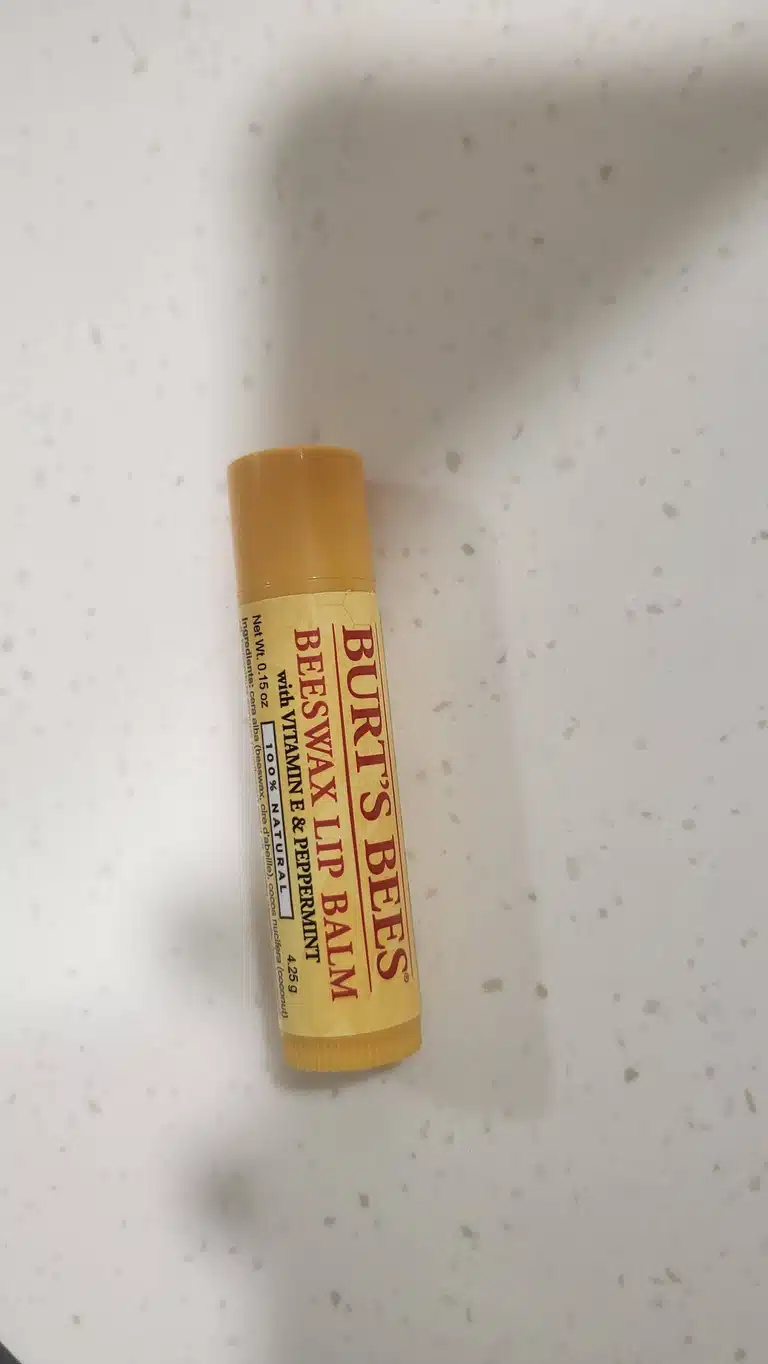 BURT'S BEES®
BEESWAX LIP BALM
with VITAMIN E & PEPPERMINT
100% NATURAL
Net Wt. 0.15 oz 4.25 g
Ingredients: cera alba (beeswax, cire d'abeille), cocos nucifera (coconut)